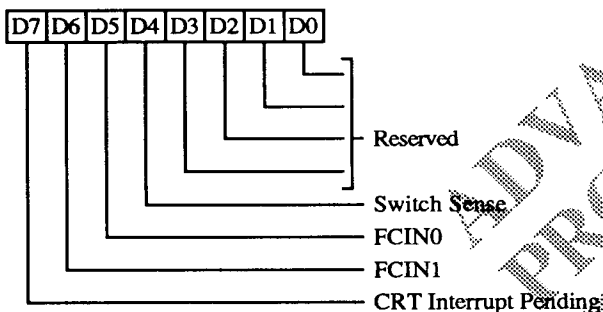 D7 D6 D5 D4 D3 D2 D1 D0
Reserved
Switch Sense
FCIN0
FCIN1
CRT Interrupt Pending